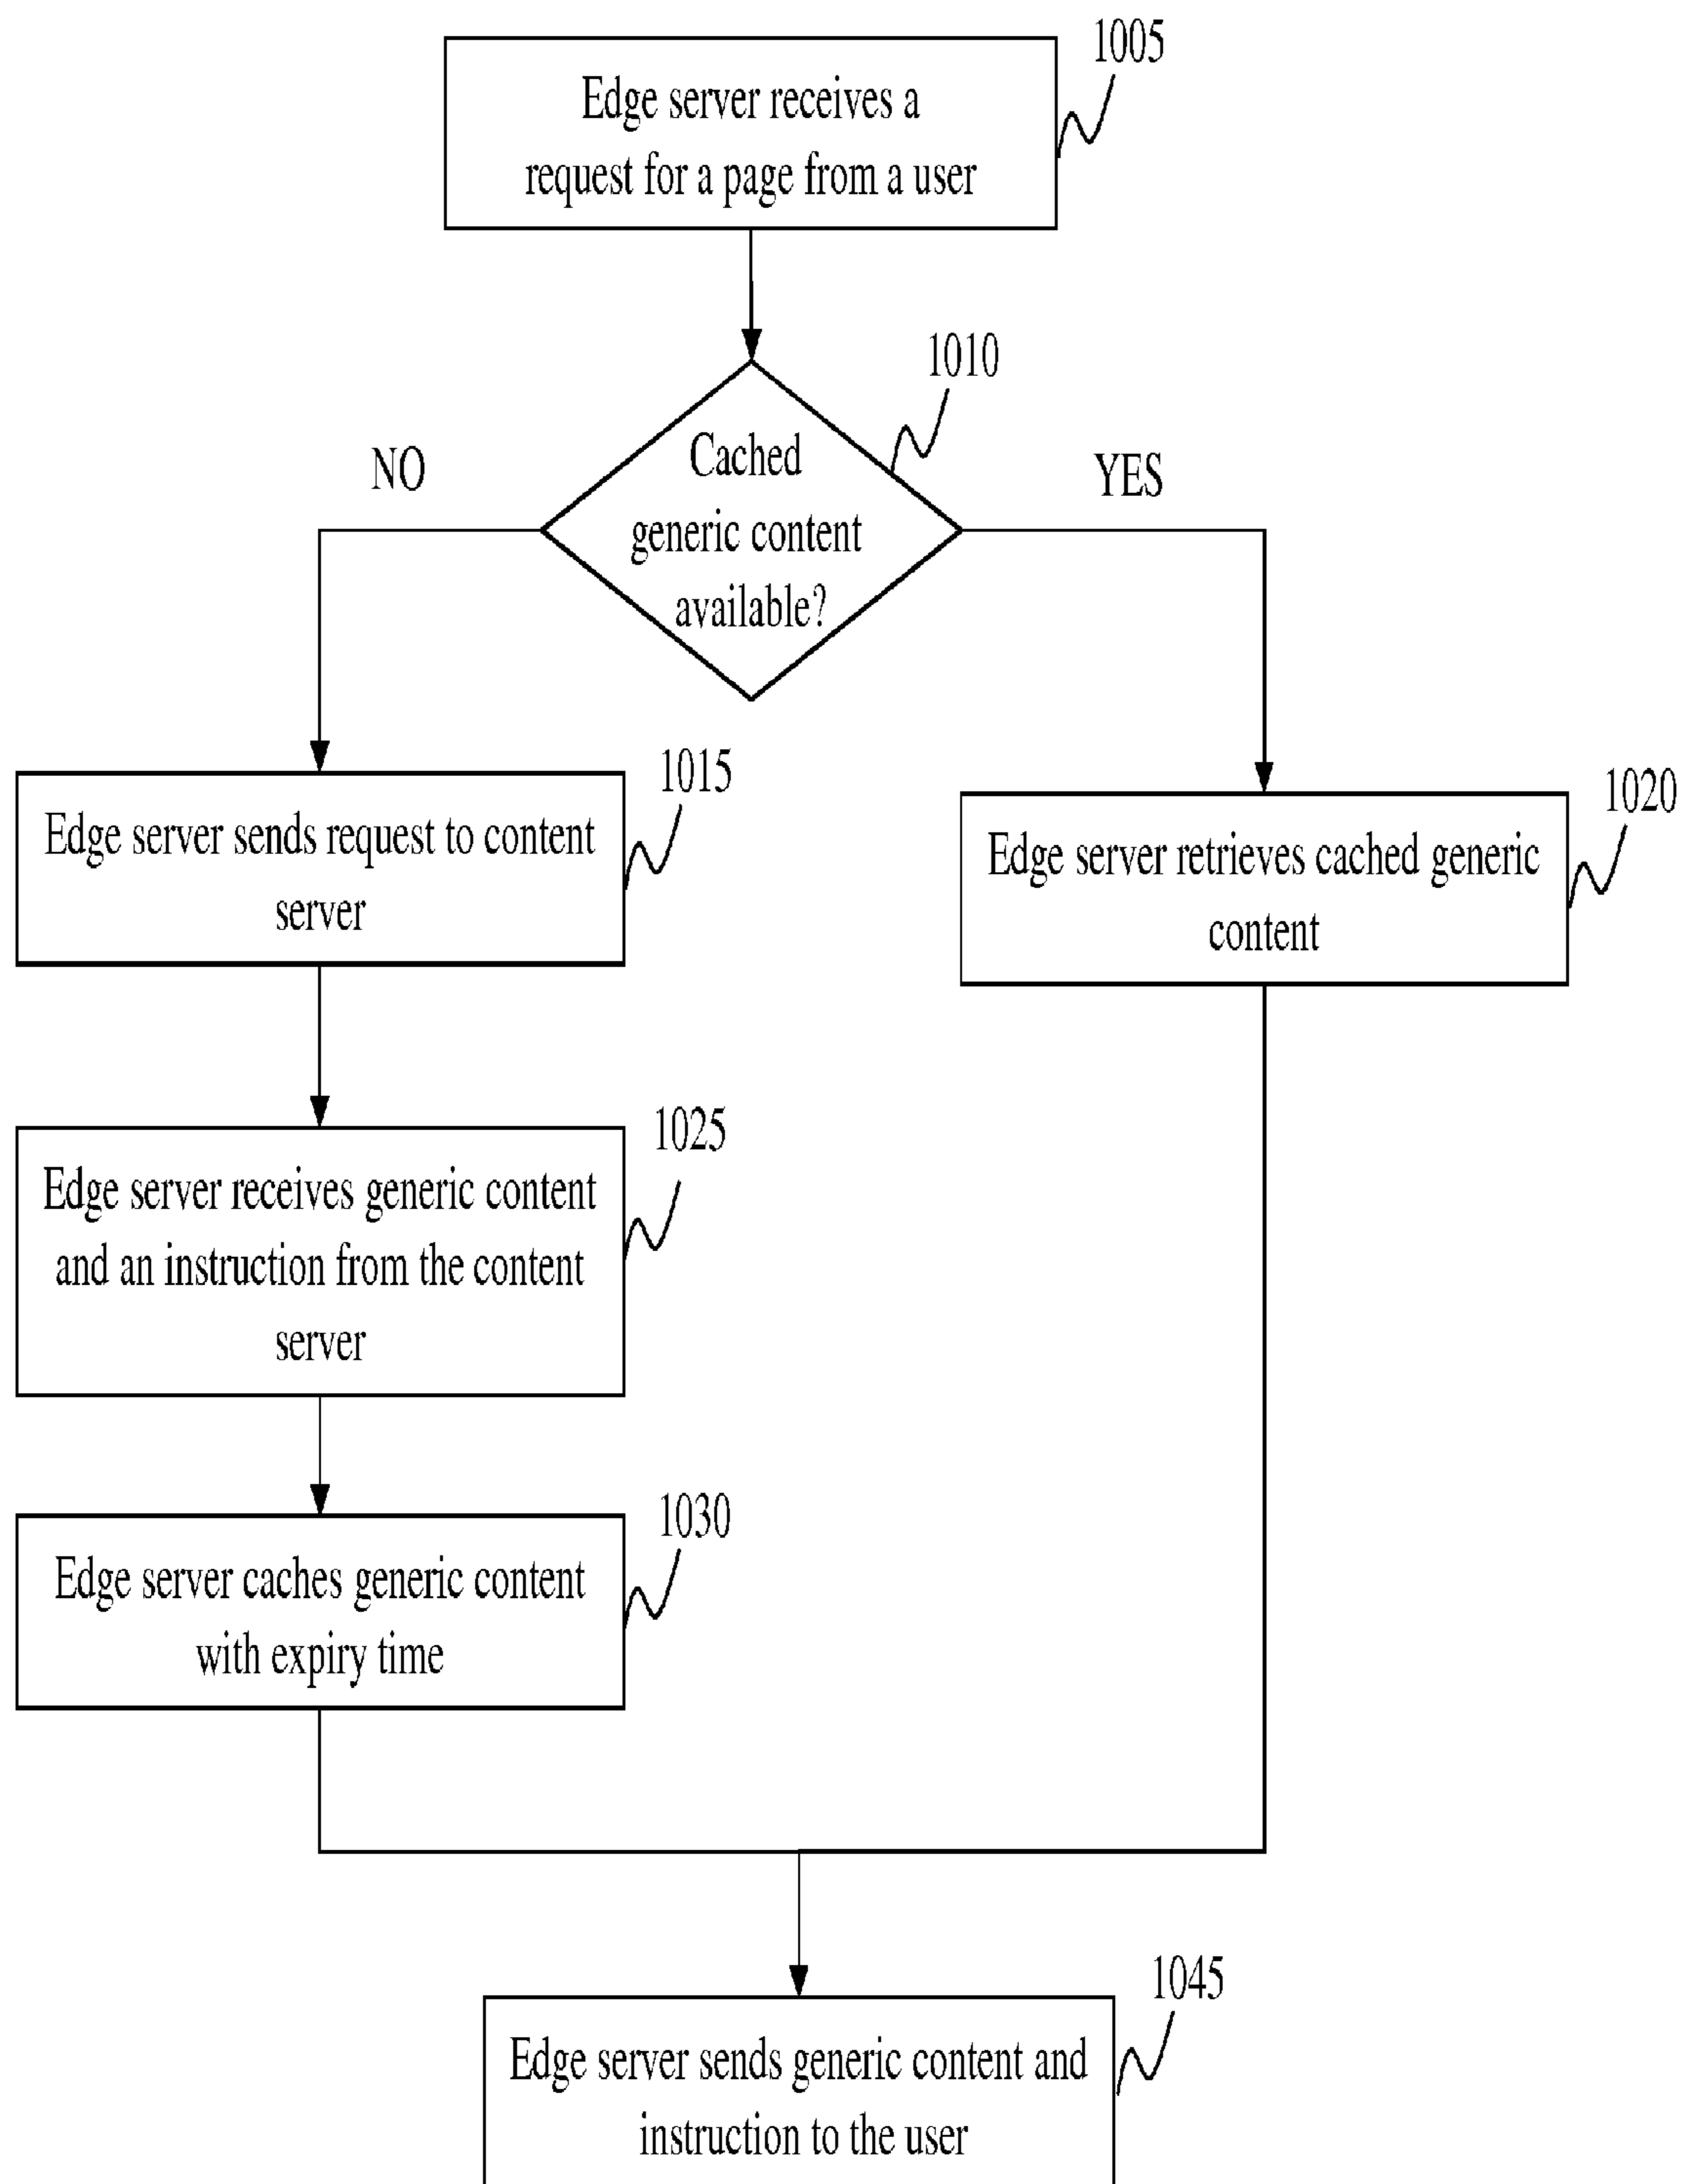 1005
Edge server receives a
request for a page from a user
1010
NO
Cached
generic content
available?
YES
1015
Edge server sends request to content
server
1020
Edge server retrieves cached generic
content
1025
Edge server receives generic content
and an instruction from the content
server
1030
Edge server caches generic content
with expiry time
1045
Edge server sends generic content and
instruction to the user